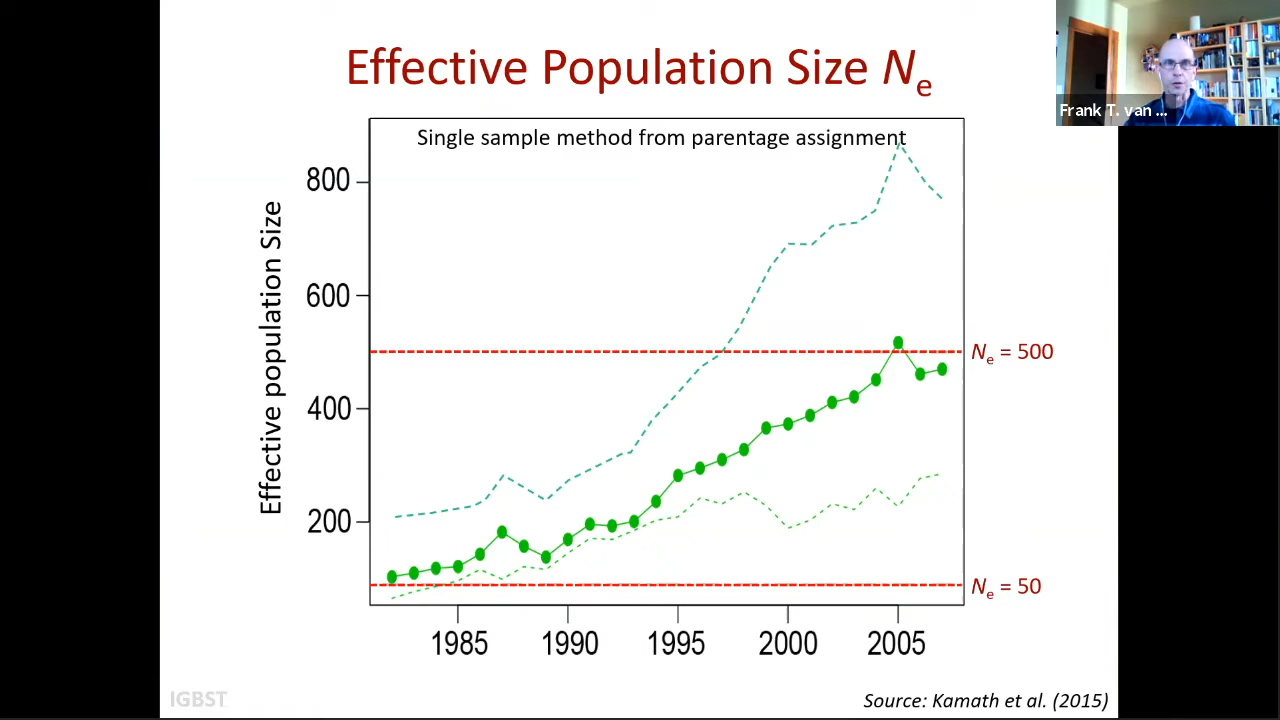 Effective Population Size Ne
Frank T. van ...
Single sample method from parentage assignment
Effective population Size
800
600
400
200
Ne = 500
Ne = 50
1985 1990 1995 2000 2005
IGBST
Source: Kamath et al. (2015)